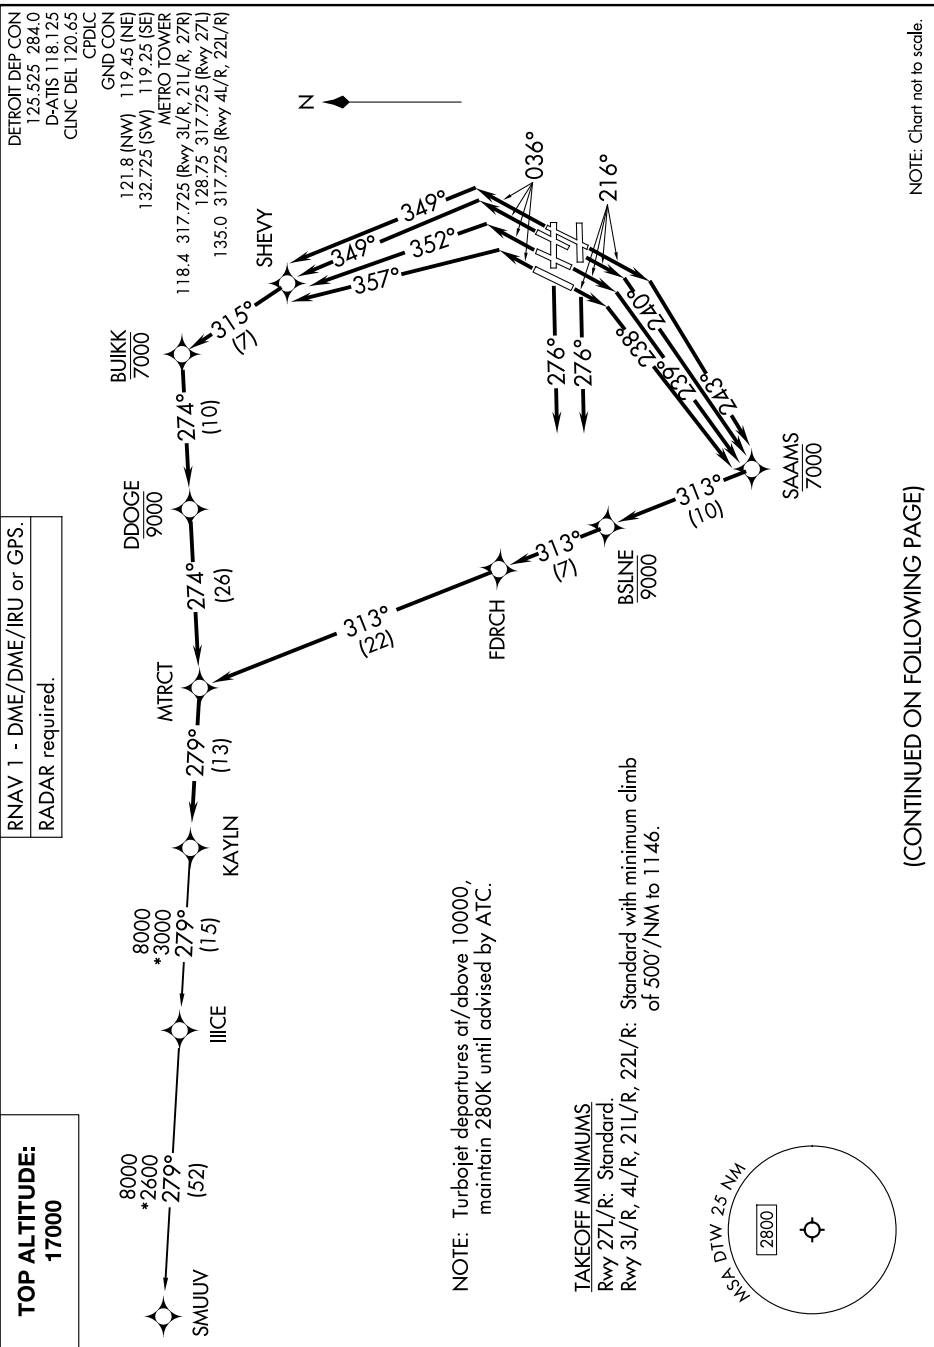 TOP ALTITUDE:
17000
RNAV 1 - DME/DME/IRU or GPS.
RADAR required.
DETROIT DEP CON
125.525 284.0
D-ATIS 118.125
CLNC DEL 120.65
CPDLC
GND CON
121.8 (NW) 119.45 (NE)
132.725 (SW) 119.25 (SE)
METRO TOWER
118.4 317.725 (Rwy 3L/R, 21L/R, 27R)
128.75 317.725 (Rwy 27L)
135.0 317.725 (Rwy 4L/R, 22L/R)
N
SMUUV
8000
*2600
279°
(52)
IIICE
8000
*3000
279°
(15)
KAYLN
279°
(13)
MTRCT
274°
(26)
DDOGE
9000
274°
(10)
BUIKK
7000
315°
(7)
SHEVY
349°
349°
352°
357°
036°
216°
276°
276°
240°
238°
239°
243°
SAAMS
7000
313°
(10)
BSLNE
9000
313°
(7)
FDRCH
313°
(22)
NOTE: Turbojet departures at/above 10000,
maintain 280K until advised by ATC.
TAKEOFF MINIMUMS
Rwy 27L/R: Standard.
Rwy 3L/R, 4L/R, 21L/R, 22L/R: Standard with minimum climb
of 500'/NM to 1146.
MSA DTW 25 NM
2800
(CONTINUED ON FOLLOWING PAGE)
NOTE: Chart not to scale.